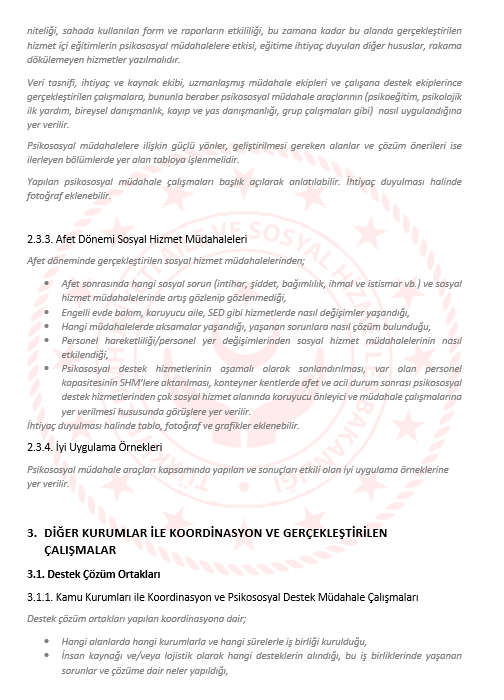 niteliği, sahada kullanılan form ve raporların etkililiği, bu zamana kadar bu alanda gerçekleştirilen
hizmet içi eğitimlerin psikososyal müdahalelere etkisi, eğitime ihtiyaç duyulan diğer hususlar, rakama
dökülemeyen hizmetler yazılmalıdır.
Veri tasnifi, ihtiyaç ve kaynak ekibi, uzmanlaşmış müdahale ekipleri ve çalışana destek ekiplerince
gerçekleştirilen çalışmalara, bununla beraber psikososyal müdahale araçlarının (psikoeğitim, psikolojik
ilk yardım, bireysel danışmanlık, kayıp ve yas danışmanlığı, grup çalışmaları gibi) nasıl uygulandığına
yer verilir.
Psikososyal müdahalelere ilişkin güçlü yönler, geliştirilmesi gereken alanlar ve çözüm önerileri ise
ilerleyen bölümlerde yer alan tabloya işlenmelidir.
Yapılan psikososyal müdahale çalışmaları başlık açılarak anlatılabilir. İhtiyaç duyulması halinde
fotoğraf eklenebilir.
2.3.3. Afet Dönemi Sosyal Hizmet Müdahaleleri
Afet döneminde gerçekleştirilen sosyal hizmet müdahalelerinden;
• Afet sonrasında hangi sosyal sorun (intihar, şiddet, bağımlılık, ihmal ve istismar vb.) ve sosyal
hizmet müdahalelerinde artış gözlenip gözlenmediği,
• Engelli evde bakım, koruyucu aile, SED gibi hizmetlerde nasıl değişimler yaşandığı,
• Hangi müdahalelerde aksamalar yaşandığı, yaşanan sorunlara nasıl çözüm bulunduğu,
• Personel hareketliliği/personel yer değişimlerinden sosyal hizmet müdahalelerinin nasıl
etkilendiği,
• Psikososyal destek hizmetlerinin aşamalı olarak sonlandırılması, var olan personel
kapasitesinin SHM'lere aktarılması, konteyner kentlerde afet ve acil durum sonrası psikososyal
destek hizmetlerinden çok sosyal hizmet alanında koruyucu önleyici ve müdahale çalışmalarına
yer verilmesi hususunda görüşlere yer verilir.
İhtiyaç duyulması halinde tablo, fotoğraf ve grafikler eklenebilir.
2.3.4. İyi Uygulama Örnekleri
Psikososyal müdahale araçları kapsamında yapılan ve sonuçları etkili olan iyi uygulama örneklerine
yer verilir.
3. DİĞER KURUMLAR İLE KOORDİNASYON VE GERÇEKLEŞTİRİLEN
ÇALIŞMALAR
3.1. Destek Çözüm Ortakları
3.1.1. Kamu Kurumları ile Koordinasyon ve Psikososyal Destek Müdahale Çalışmaları
Destek çözüm ortakları yapılan koordinasyona dair;
• Hangi alanlarda hangi kurumlarla ve hangi sürelerle iş birliği kurulduğu,
• İnsan kaynağı ve/veya lojistik olarak hangi desteklerin alındığı, bu iş birliklerinde yaşanan
sorunlar ve çözüme dair neler yapıldığı,